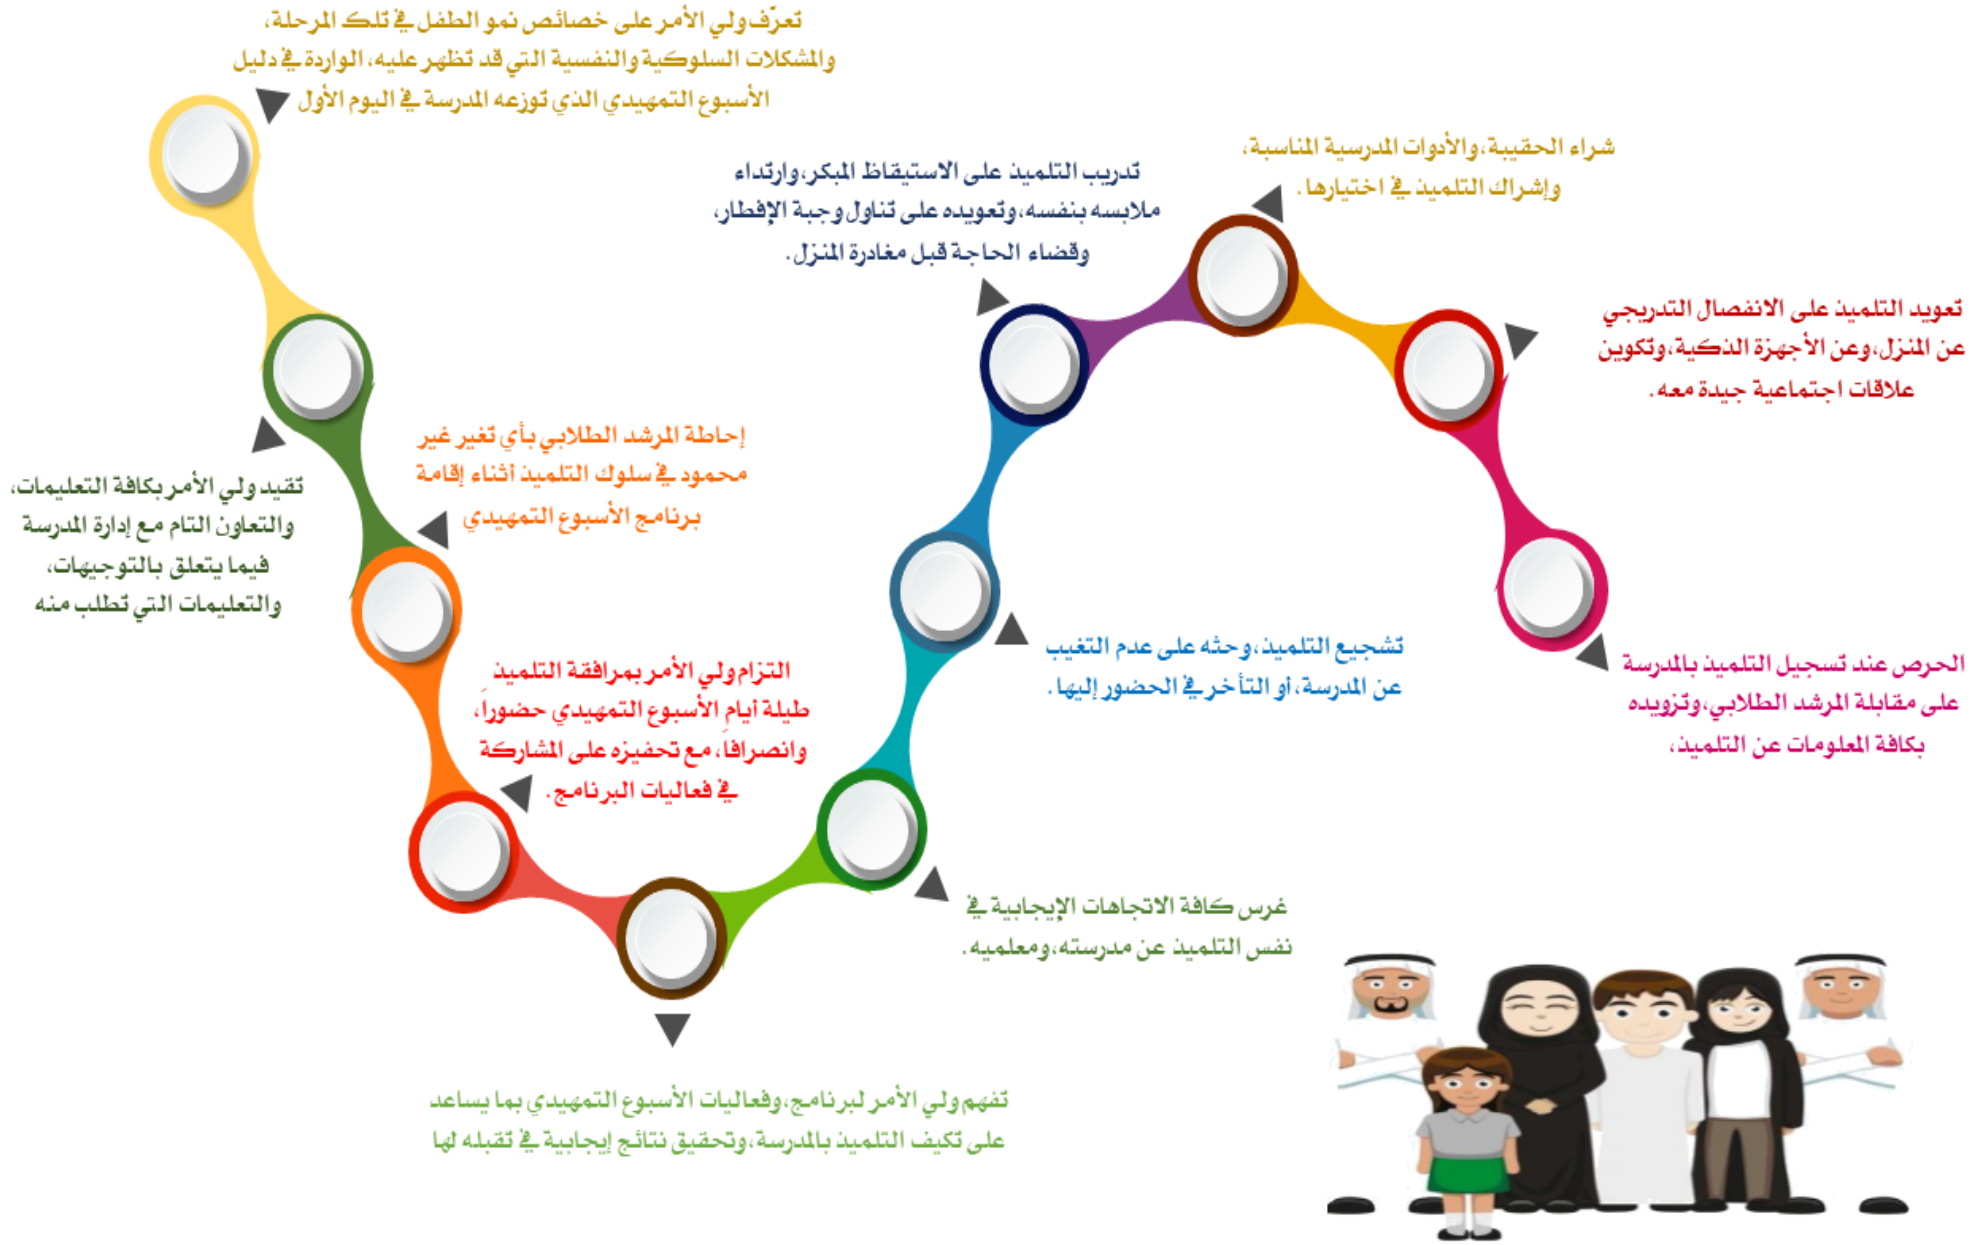 الحرص عند تسجيل التلميذ بالمدرسة
على مقابلة المرشد الطلابي،وتزويده
بكافة المعلومات عن التلميذ،
تعويد التلميذ على الانفصال التدريجي
عن المنزل،وعن الأجهزة الذكية،وتكوين
علاقات اجتماعية جيدة معه.
شراء الحقيبة،والأدوات المدرسية المناسبة،
وإشراك التلميذ في اختيارها.
تدريب التلميذ على الاستيقاظ المبكر،وارتداء
ملابسه بنفسه،وتعويده على تناول وجبة الإفطار،
وقضاء الحاجة قبل مغادرة المنزل.
تشجيع التلميذ،وحثه على عدم التغيب
عن المدرسة، أو التأخر في الحضور إليها.
غرس كافة الاتجاهات الإيجابية في
نفس التلميذ عن مدرسته،ومعلميه.
تفهم ولي الأمر لبرنامج،وفعاليات الأسبوع التمهيدي بما يساعد
على تكيف التلميذ بالمدرسة،وتحقيق نتائج إيجابية في تقبله لها
التزام ولي الأمر بمرافقة التلميذ
طيلة أيام الأسبوع التمهيدي حضوراً،
وانصرافاً، مع تحفيزه على المشاركة
في فعاليات البرنامج.
إحاطة المرشد الطلابي بأي تغير غير
محمود في سلوك التلميذ أثناء إقامة
برنامج الأسبوع التمهيدي
تقيد ولي الأمر بكافة التعليمات،
والتعاون التام مع إدارة المدرسة
فيما يتعلق بالتوجيهات،
والتعليمات التي تطلب منه
تعرّف ولي الأمر على خصائص نمو الطفل في تلك المرحلة،
والمشكلات السلوكية والنفسية التي قد تظهر عليه، الواردة في دليل
الأسبوع التمهيدي الذي توزعه المدرسة في اليوم الأول